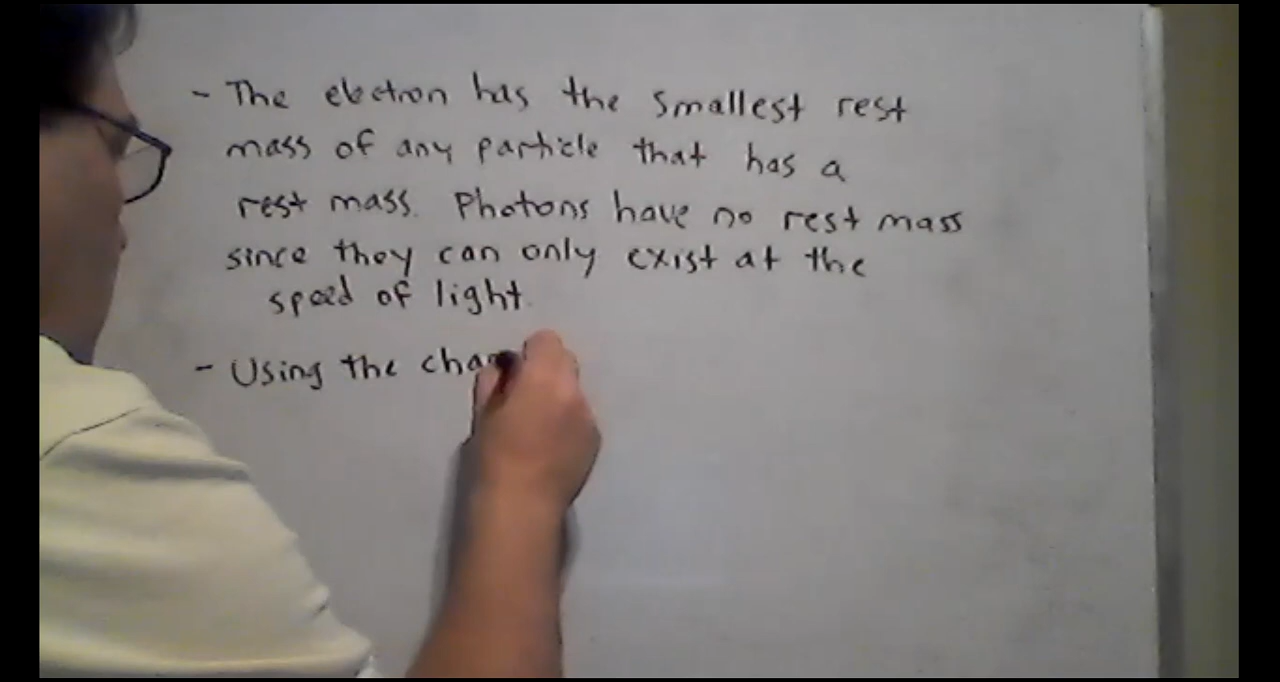 - The electron has the smallest rest
mass of any particle that has a
rest mass. Photons have no rest mass
since they can only exist at the
speed of light.
- Using the cha